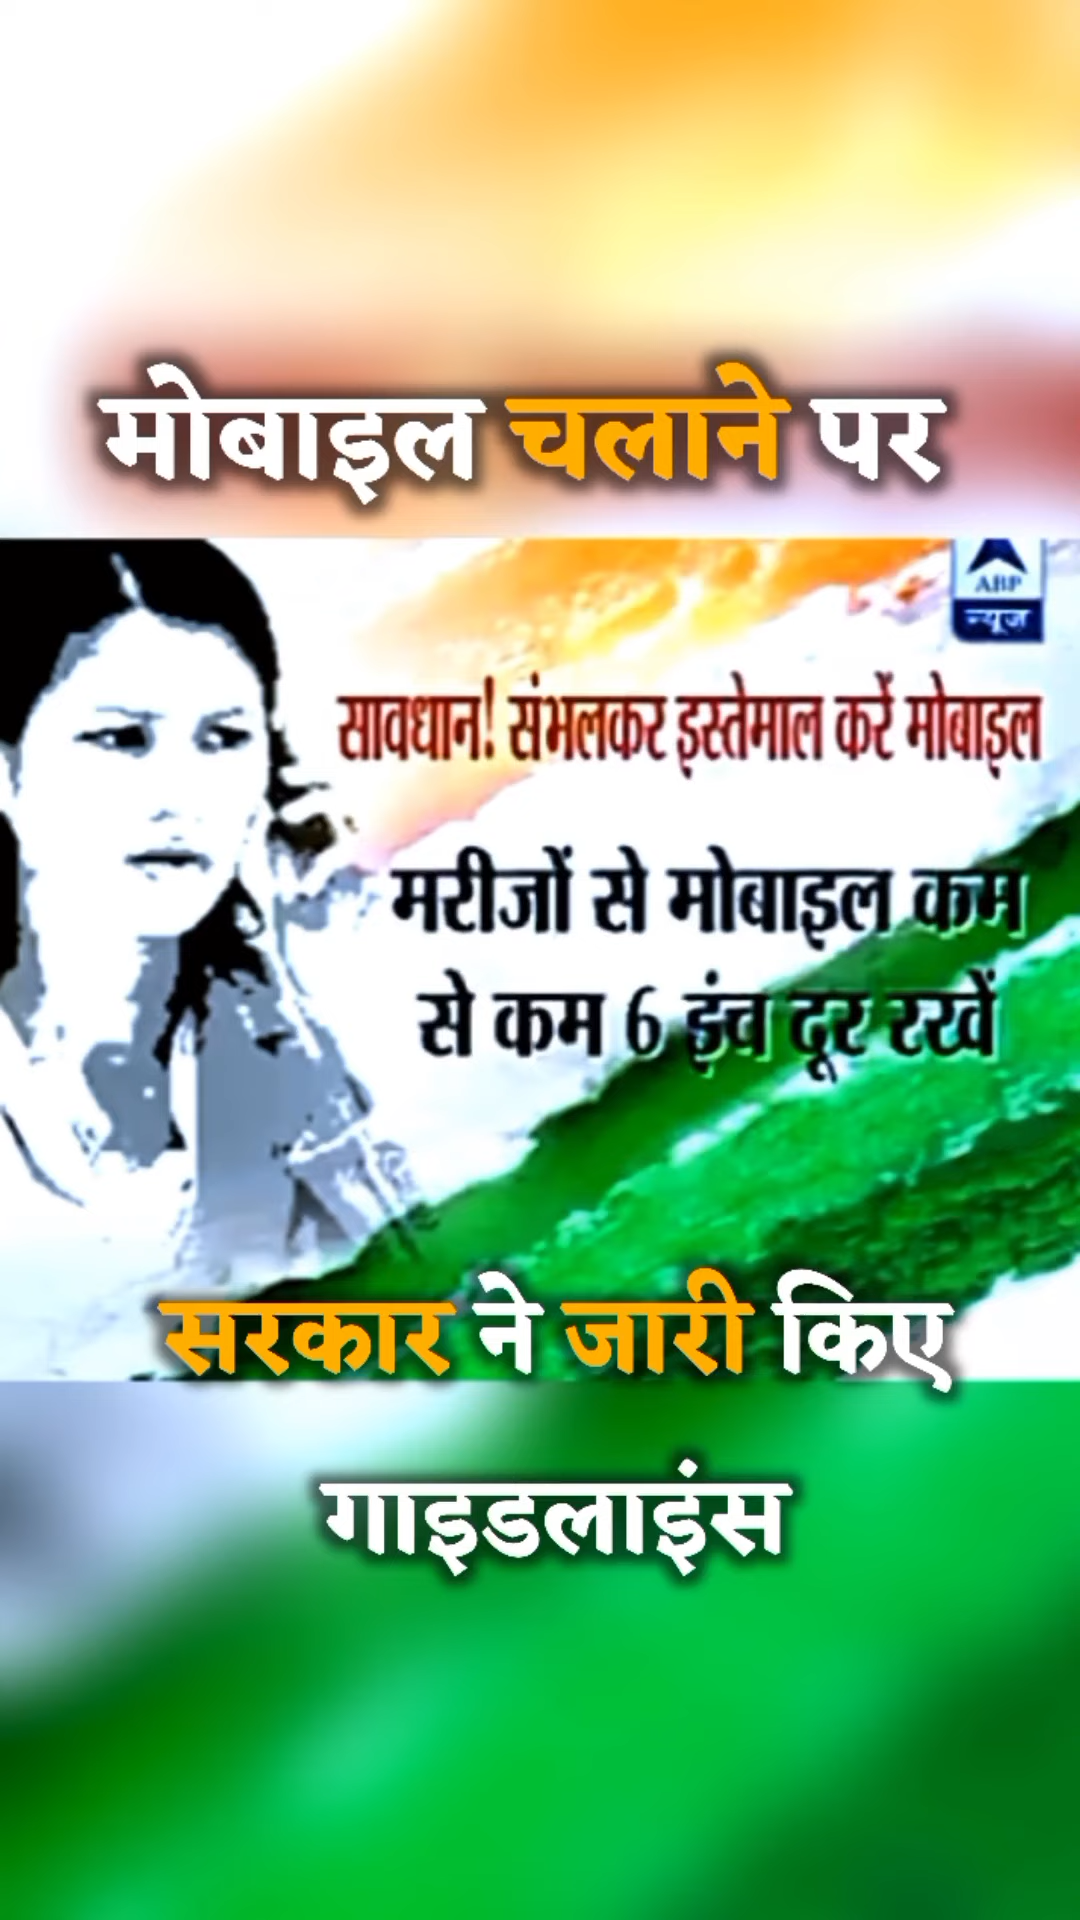 मोबाइल चलाने पर
ABP
न्यूज
सावधान! संभलकर इस्तेमाल करें मोबाइल
मरीजों से मोबाइल कम
से कम 6 इंच दूर रखें
सरकार ने जारी किए
गाइडलाइंस